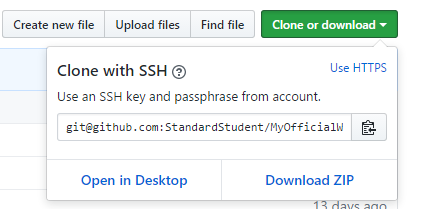 Create new file Upload files Find file Clone or download
Clone with SSH Use HTTPS
Use an SSH key and passphrase from account.
git@github.com:StandardStudent/MyOfficialW
Open in Desktop Download ZIP
13 days ago